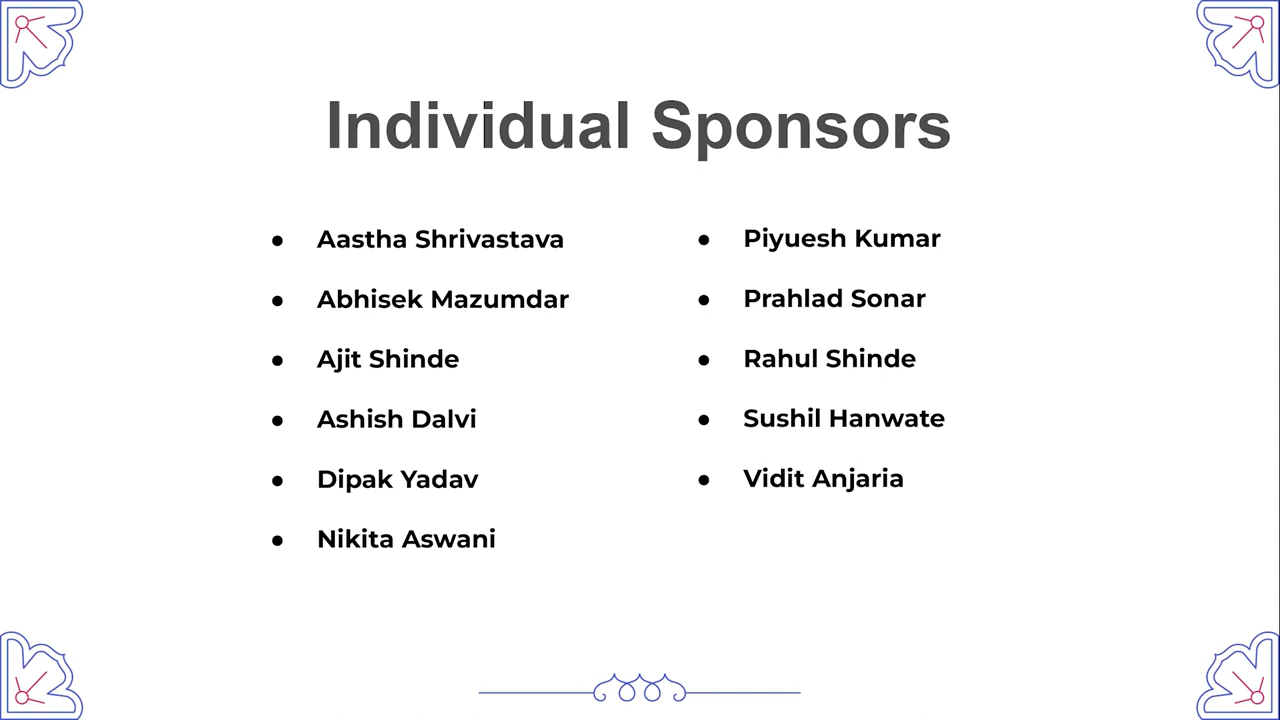 Individual Sponsors
● Aastha Shrivastava
● Abhisek Mazumdar
● Ajit Shinde
● Ashish Dalvi
● Dipak Yadav
● Nikita Aswani
● Piyuesh Kumar
● Prahlad Sonar
● Rahul Shinde
● Sushil Hanwate
● Vidit Anjaria